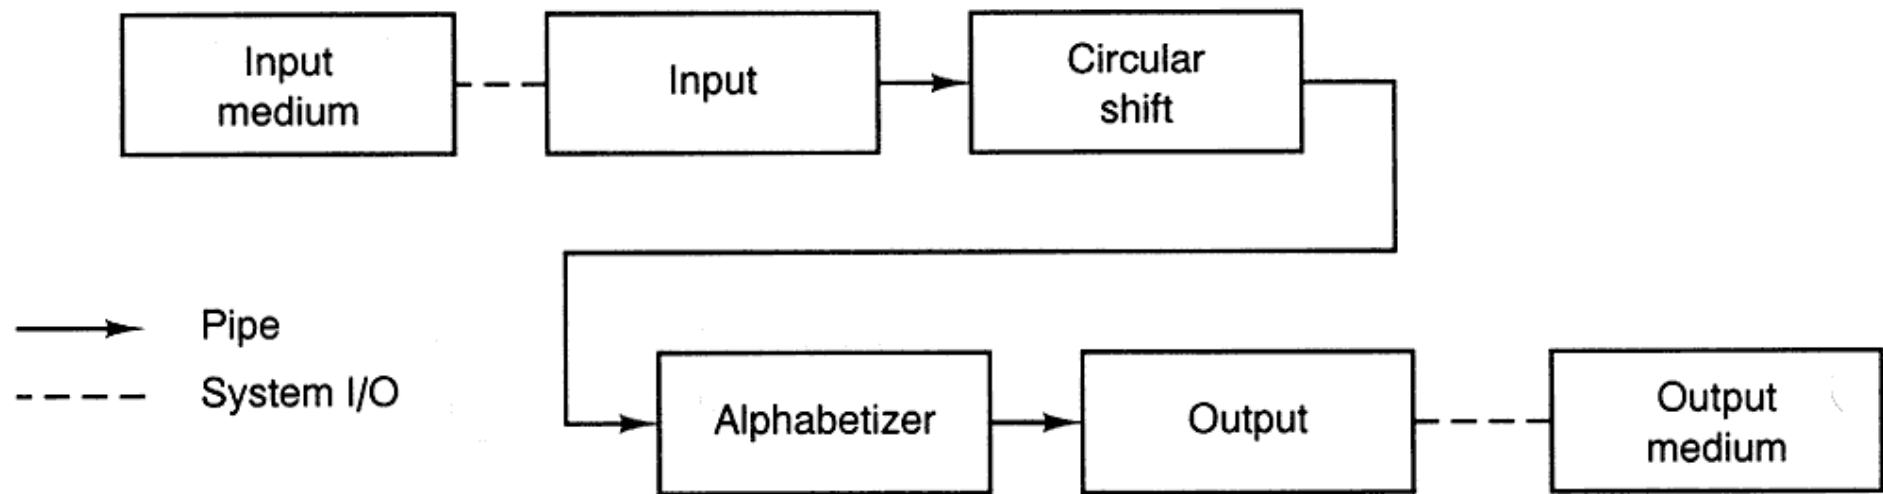 Input
medium
Input
Circular
shift
Pipe
System I/O
Alphabetizer
Output
Output
medium